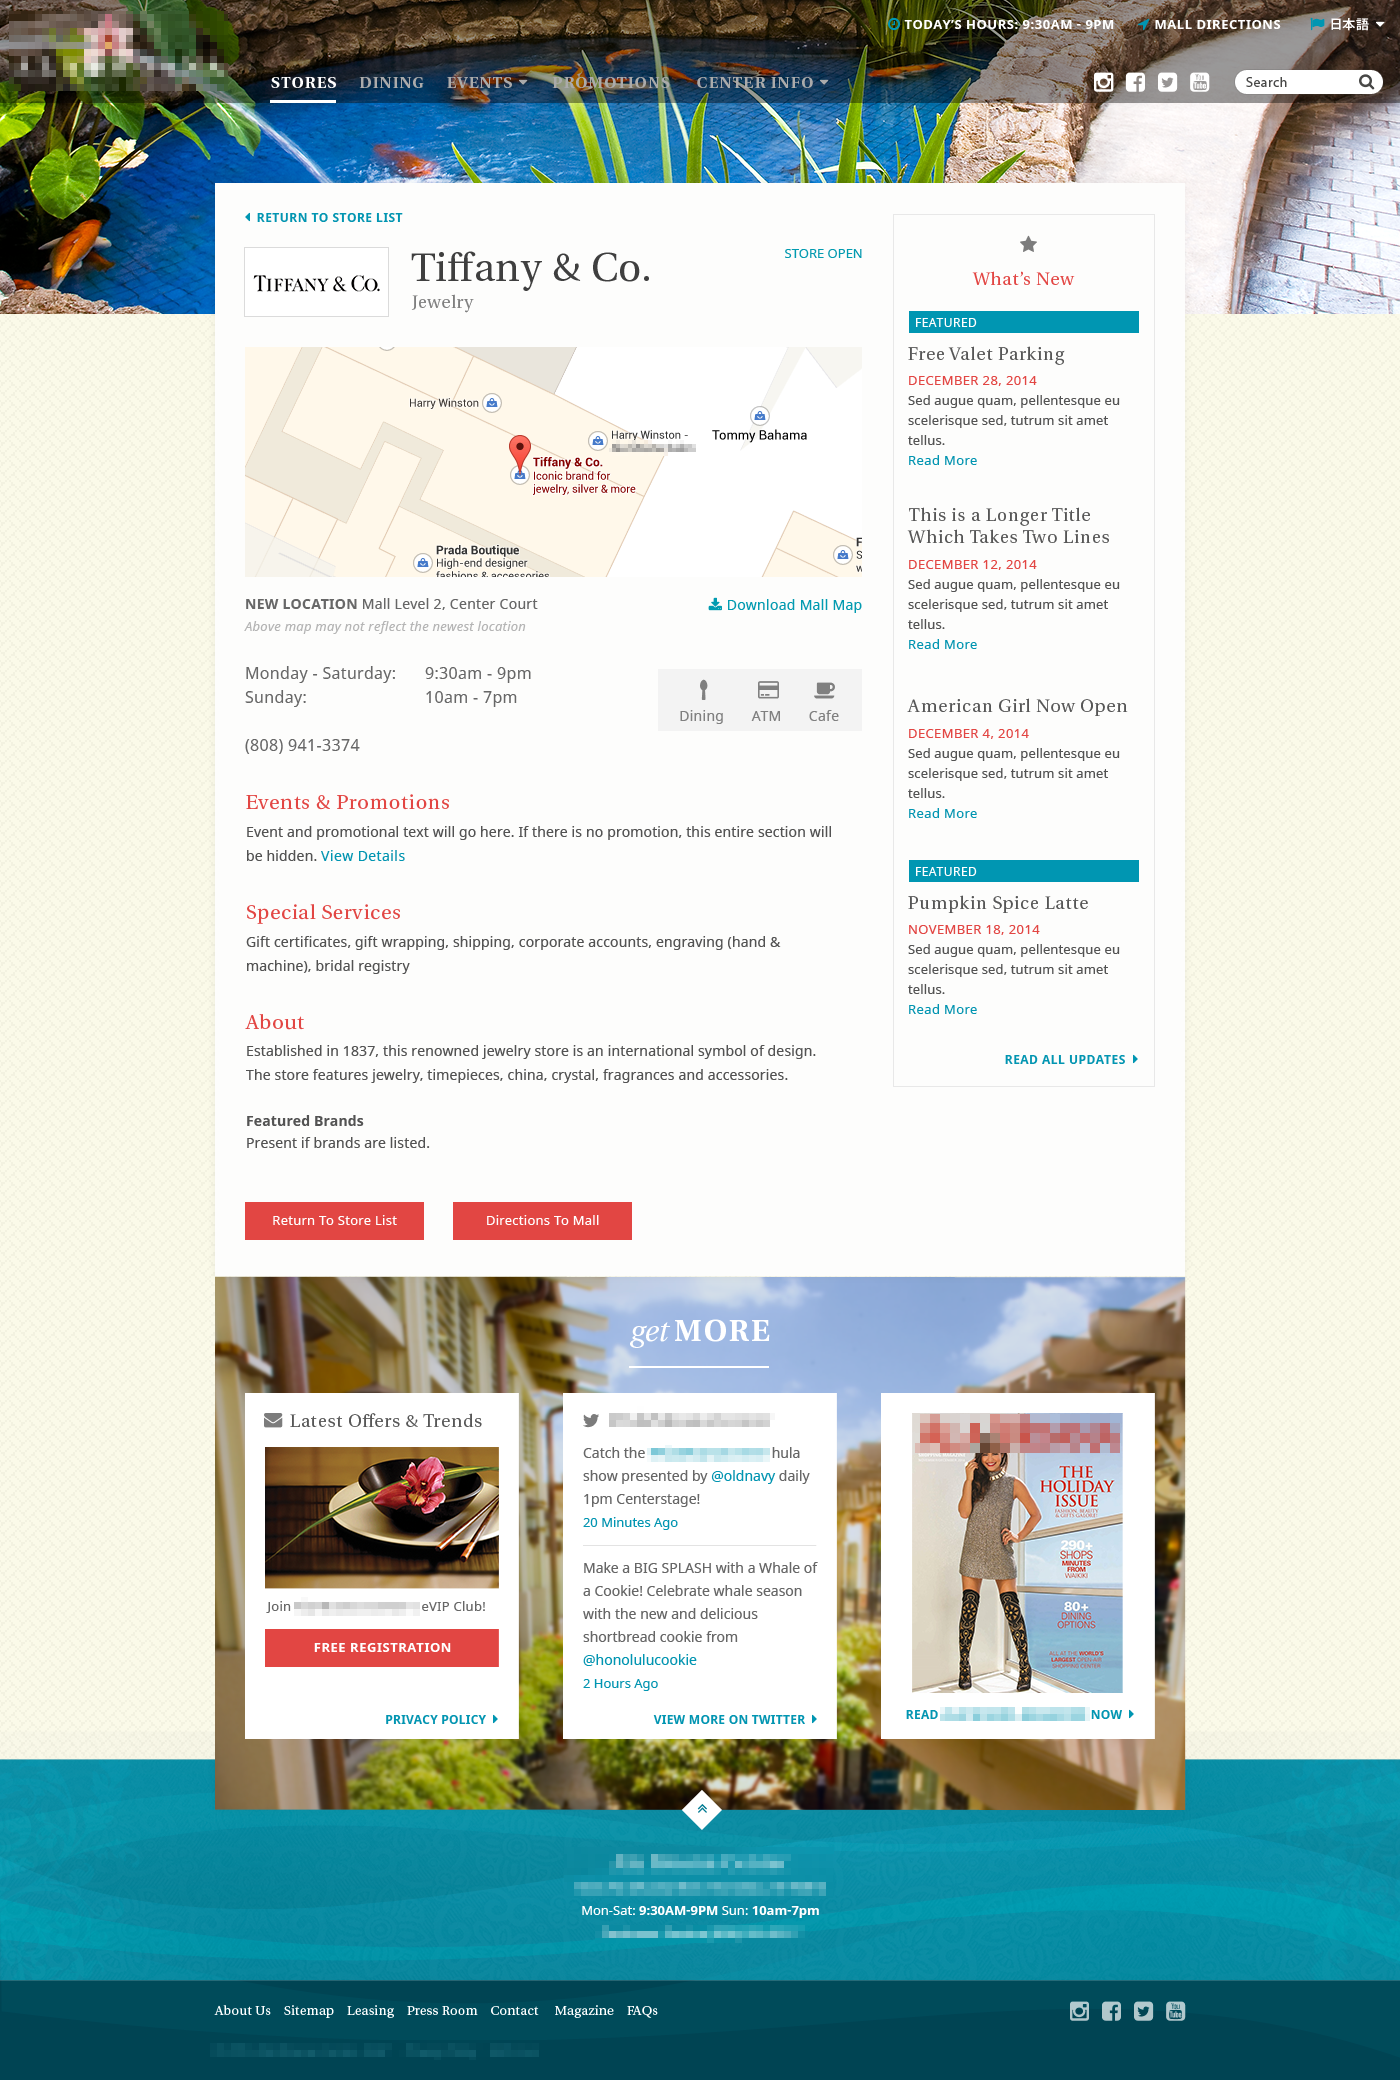 TODAY'S HOURS: 9:30AM - 9PM
MALL DIRECTIONS
日本語
STORES
DINING
EVENTS
PROMOTIONS
CENTER INFO
Search
RETURN TO STORE LIST
TIFFANY & CO.
Tiffany & Co.
Jewelry
STORE OPEN
Harry Winston
Harry Winston -
Tommy Bahama
Tiffany & Co.
Iconic brand for
jewelry, silver & more
Prada Boutique
High-end designer
fashions & accessories
F
S
w
NEW LOCATION Mall Level 2, Center Court
Above map may not reflect the newest location
Download Mall Map
Monday - Saturday: 9:30am - 9pm
Sunday: 10am - 7pm
(808) 941-3374
Dining
ATM
Cafe
Events & Promotions
Event and promotional text will go here. If there is no promotion, this entire section will
be hidden. View Details
Special Services
Gift certificates, gift wrapping, shipping, corporate accounts, engraving (hand &
machine), bridal registry
About
Established in 1837, this renowned jewelry store is an international symbol of design.
The store features jewelry, timepieces, china, crystal, fragrances and accessories.
Featured Brands
Present if brands are listed.
Return To Store List
Directions To Mall
What's New
FEATURED
Free Valet Parking
DECEMBER 28, 2014
Sed augue quam, pellentesque eu
scelerisque sed, tutrum sit amet
tellus.
Read More
This is a Longer Title
Which Takes Two Lines
DECEMBER 12, 2014
Sed augue quam, pellentesque eu
scelerisque sed, tutrum sit amet
tellus.
Read More
American Girl Now Open
DECEMBER 4, 2014
Sed augue quam, pellentesque eu
scelerisque sed, tutrum sit amet
tellus.
Read More
FEATURED
Pumpkin Spice Latte
NOVEMBER 18, 2014
Sed augue quam, pellentesque eu
scelerisque sed, tutrum sit amet
tellus.
Read More
READ ALL UPDATES
get MORE
Latest Offers & Trends
Join eVIP Club!
FREE REGISTRATION
PRIVACY POLICY
Catch the hula
show presented by @oldnavy daily
1pm Centerstage!
20 Minutes Ago
Make a BIG SPLASH with a Whale of
a Cookie! Celebrate whale season
with the new and delicious
shortbread cookie from
@honolulucookie
2 Hours Ago
VIEW MORE ON TWITTER
THE
HOLIDAY
ISSUE
FASHION, BEAUTY
& GIFTS GALORE!
290+
SHOPS
MINUTES
FROM
WAIKIKI
80+
DINING
OPTIONS
ALL AT THE WORLD'S
LARGEST OPEN-AIR
SHOPPING CENTER
READ NOW
Mon-Sat: 9:30AM-9PM Sun: 10am-7pm
About Us
Sitemap
Leasing
Press Room
Contact
Magazine
FAQs